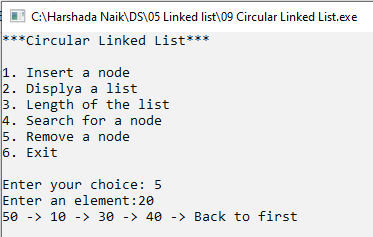 C:\Harshada Naik\DS\05 Linked list\09 Circular Linked List.exe
***Circular Linked List***
1. Insert a node
2. Displya a list
3. Length of the list
4. Search for a node
5. Remove a node
6. Exit
Enter your choice: 5
Enter an element:20
50 -> 10 -> 30 -> 40 -> Back to first